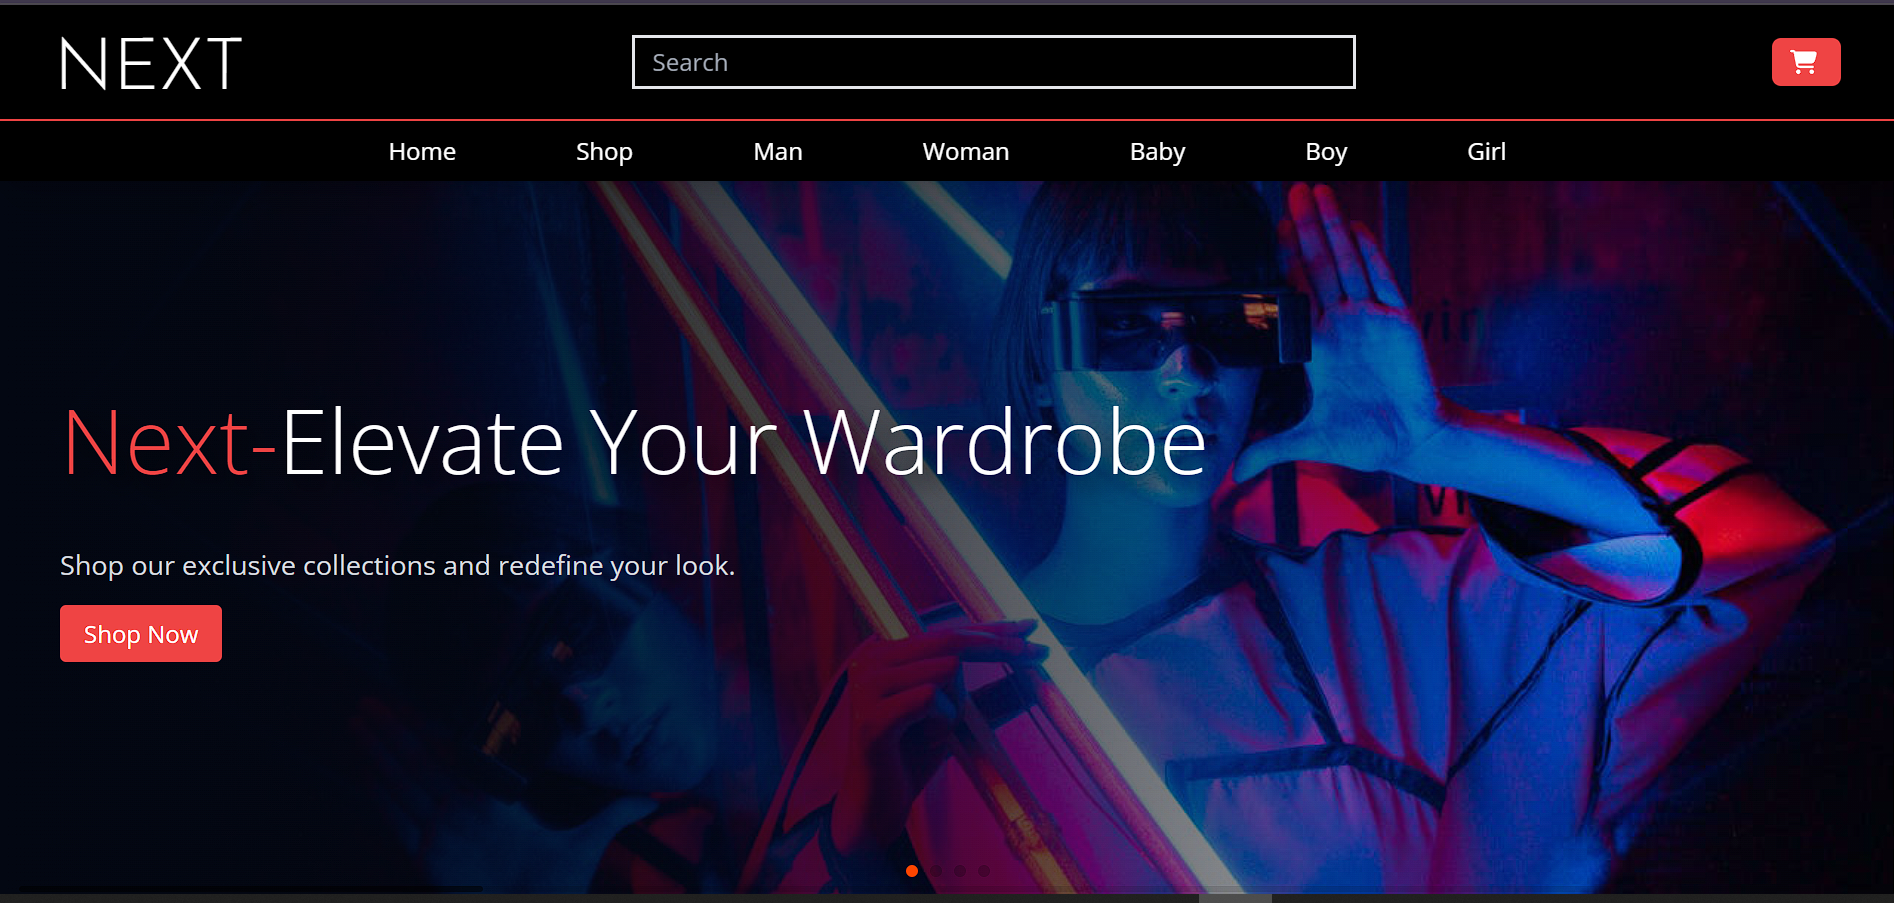 NEXT
Search
Home Shop Man Woman Baby Boy Girl
Next-Elevate Your Wardrobe
Shop our exclusive collections and redefine your look.
Shop Now